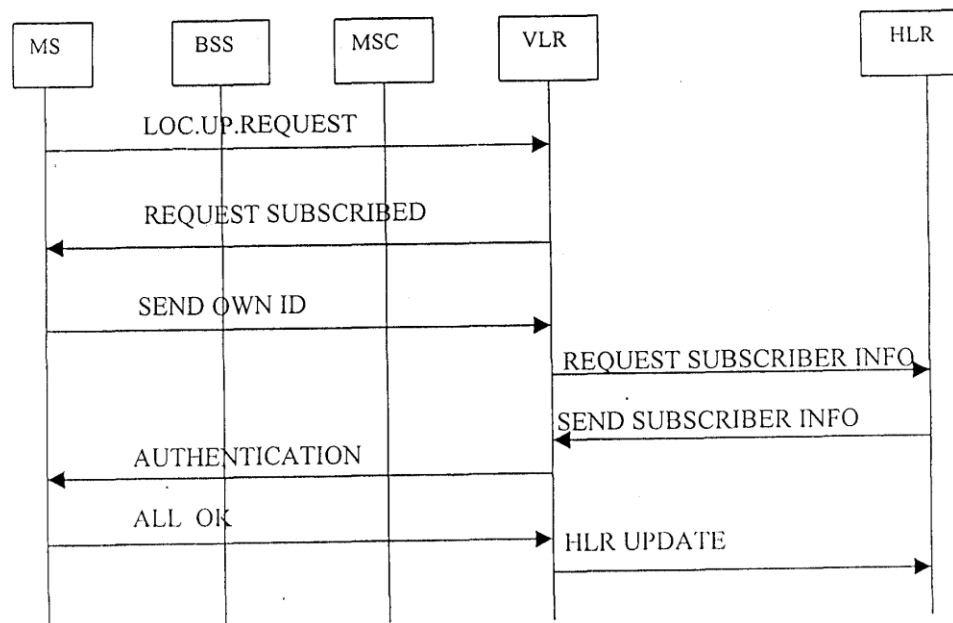 MS
BSS
MSC
VLR
HLR
LOC.UP.REQUEST
REQUEST SUBSCRIBED
SEND OWN ID
REQUEST SUBSCRIBER INFO
SEND SUBSCRIBER INFO
AUTHENTICATION
ALL OK
HLR UPDATE